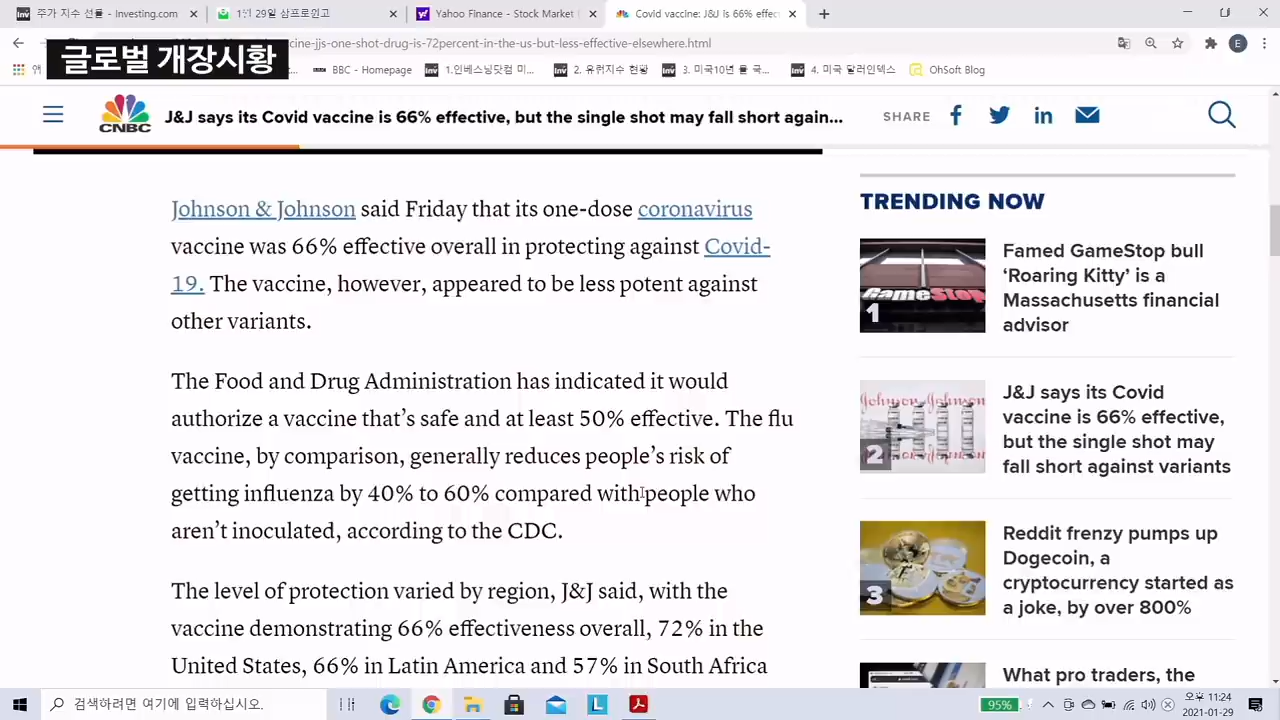 주가 지수 선물 - Investing.com
1월 29일 삼프로원고
Yahoo Finance - Stock Market
Covid vaccine: J&J is 66% effec
cine-jjs-one-shot-drug-is-72percent-in-the-us-but-less-effective-elsewhere.html
글로벌 개장시황
BBC - Homepage
1.인베스닝닷컴 미...
2. 유럽지수 현황
3. 미국10년 물 국...
4. 미국 달러인덱스
OhSoft Blog
CNBC
J&J says its Covid vaccine is 66% effective, but the single shot may fall short again...
SHARE
Johnson & Johnson said Friday that its one-dose coronavirus
vaccine was 66% effective overall in protecting against Covid-
19. The vaccine, however, appeared to be less potent against
other variants.
The Food and Drug Administration has indicated it would
authorize a vaccine that’s safe and at least 50% effective. The flu
vaccine, by comparison, generally reduces people’s risk of
getting influenza by 40% to 60% compared with people who
aren’t inoculated, according to the CDC.
The level of protection varied by region, J&J said, with the
vaccine demonstrating 66% effectiveness overall, 72% in the
United States, 66% in Latin America and 57% in South Africa
TRENDING NOW
1
Famed GameStop bull
‘Roaring Kitty’ is a
Massachusetts financial
advisor
2
J&J says its Covid
vaccine is 66% effective,
but the single shot may
fall short against variants
3
Reddit frenzy pumps up
Dogecoin, a
cryptocurrency started as
a joke, by over 800%
What pro traders, the
검색하려면 여기에 입력하십시오.
95%
오후 11:24
2021-01-29